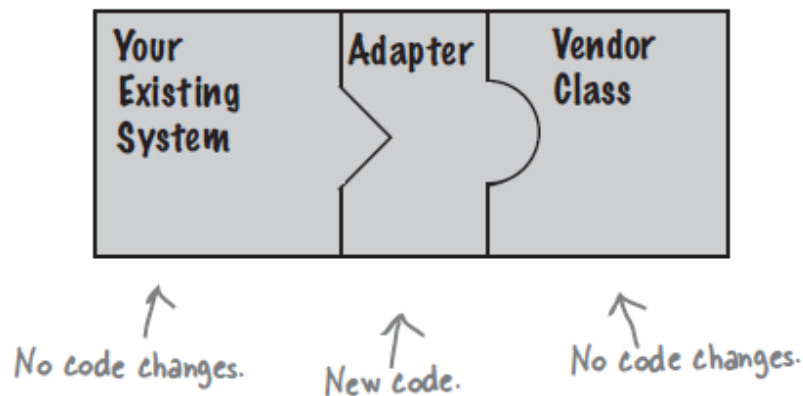 Your
Existing
System
Adapter
Vendor
Class
No code changes.
New code.
No code changes.